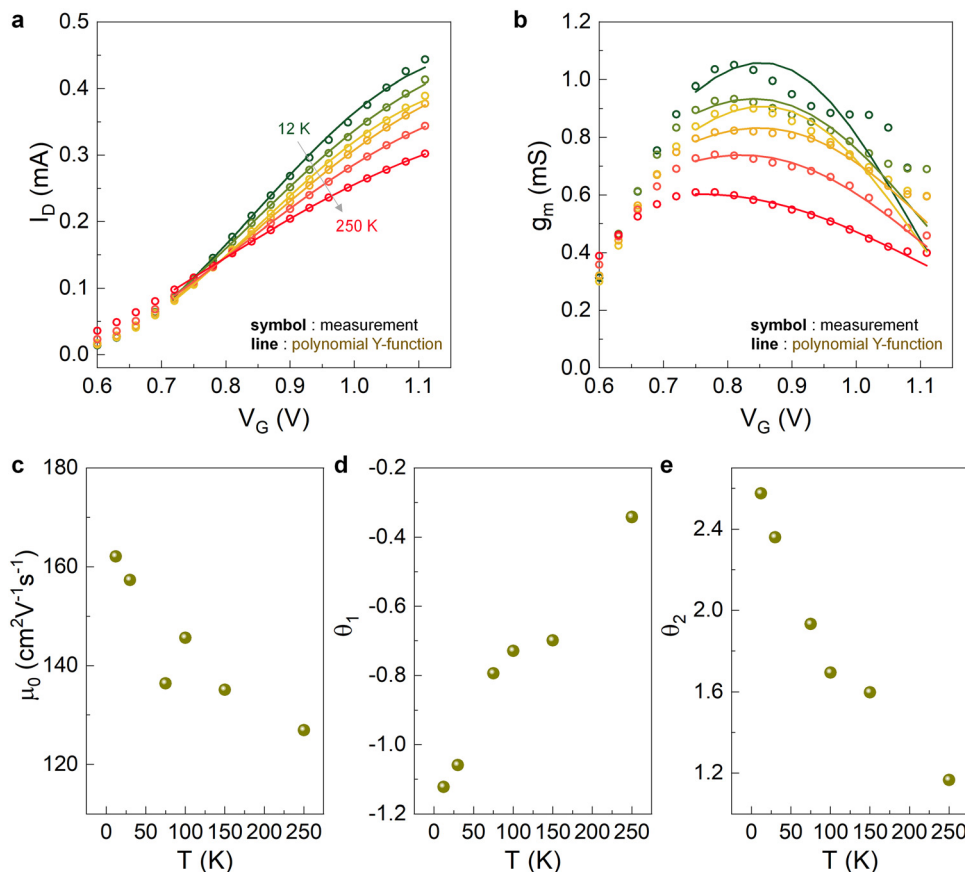 a
I_D (mA)
0.5
0.4
0.3
0.2
0.1
0.0
12 K
250 K
symbol : measurement
line : polynomial Y-function
0.6 0.7 0.8 0.9 1.0 1.1
V_G (V)
b
g_m (mS)
1.2
1.0
0.8
0.6
0.4
0.2
0.0
symbol : measurement
line : polynomial Y-function
0.6 0.7 0.8 0.9 1.0 1.1
V_G (V)
c
μ_0 (cm²V⁻¹s⁻¹)
180
160
140
120
0 50 100 150 200 250
T (K)
d
θ_1
-0.2
-0.4
-0.6
-0.8
-1.0
-1.2
0 50 100 150 200 250
T (K)
e
θ_2
2.4
2.0
1.6
1.2
0 50 100 150 200 250
T (K)